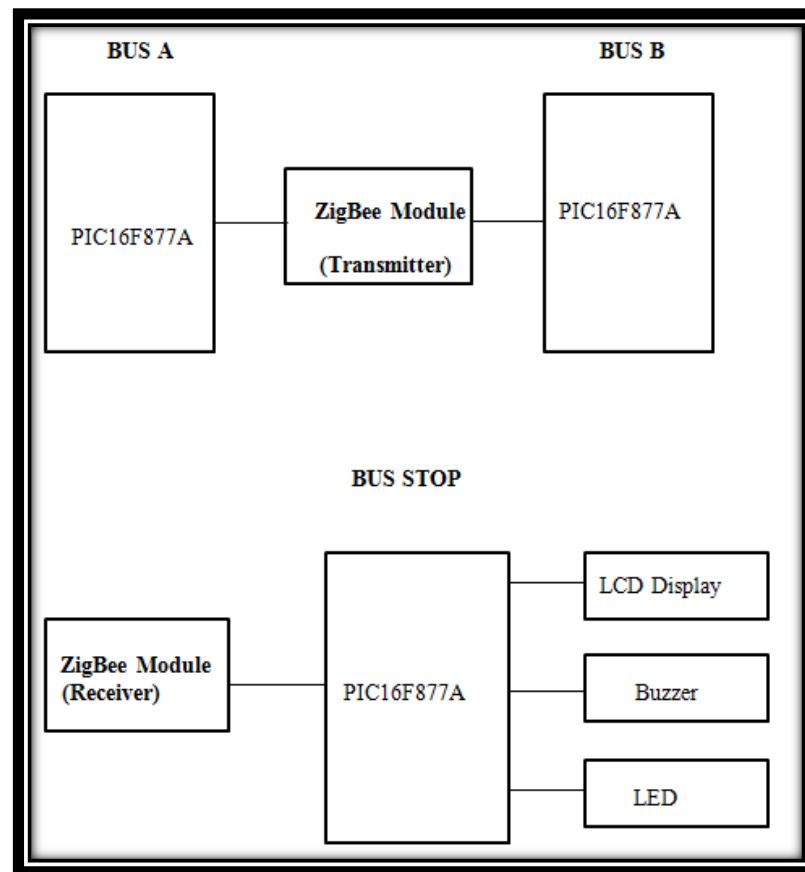 BUS A
BUS B
PIC16F877A
ZigBee Module
(Transmitter)
PIC16F877A
BUS STOP
ZigBee Module
(Receiver)
PIC16F877A
LCD Display
Buzzer
LED